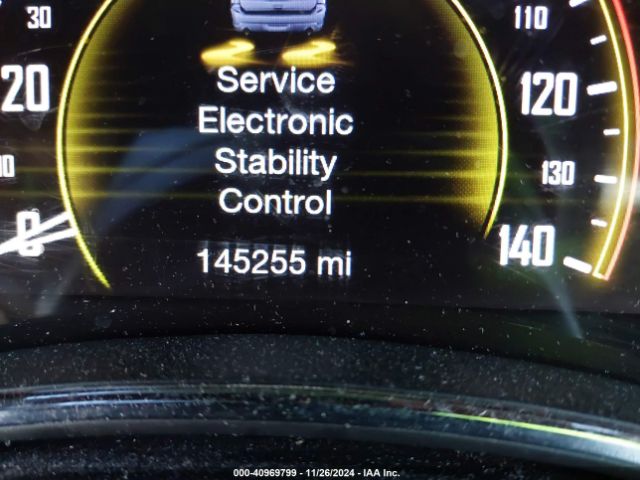 30
110
20
120
Service
Electronic
Stability
Control
130
0
140
145255 mi
000-40969799 - 11/26/2024 - IAA Inc.